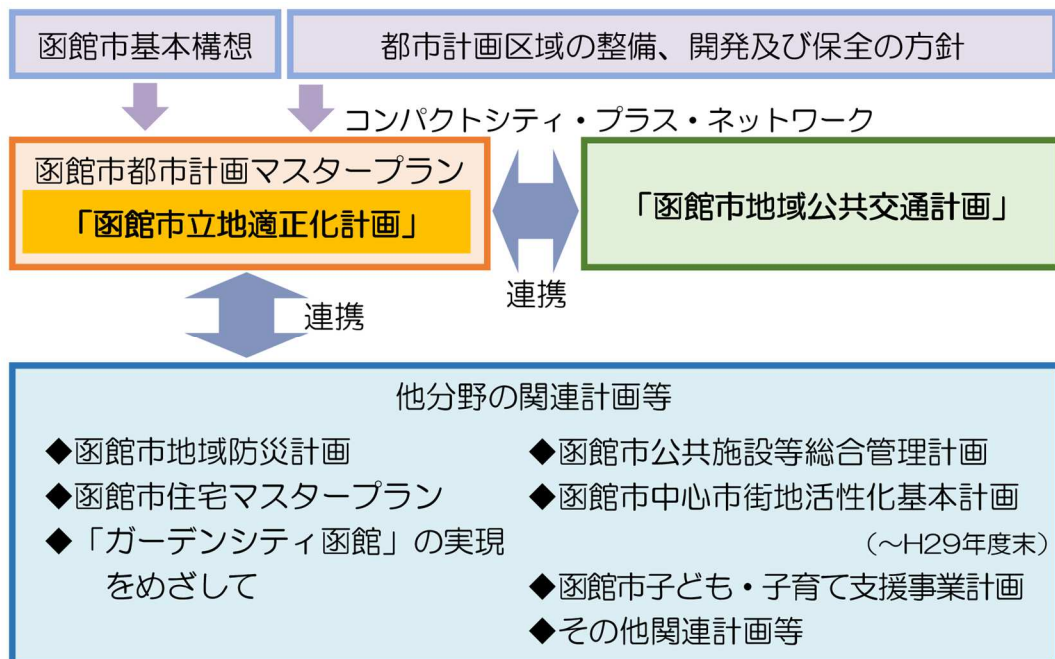 函館市基本構想
都市計画区域の整備、開発及び保全の方針
コンパクトシティ・プラス・ネットワーク
函館市都市計画マスタープラン
「函館市立地適正化計画」
「函館市地域公共交通計画」
連携
連携
他分野の関連計画等
◆函館市地域防災計画
◆函館市住宅マスタープラン
◆「ガーデンシティ函館」の実現
をめざして
◆函館市公共施設等総合管理計画
◆函館市中心市街地活性化基本計画
（～H29年度末）
◆函館市子ども・子育て支援事業計画
◆その他関連計画等